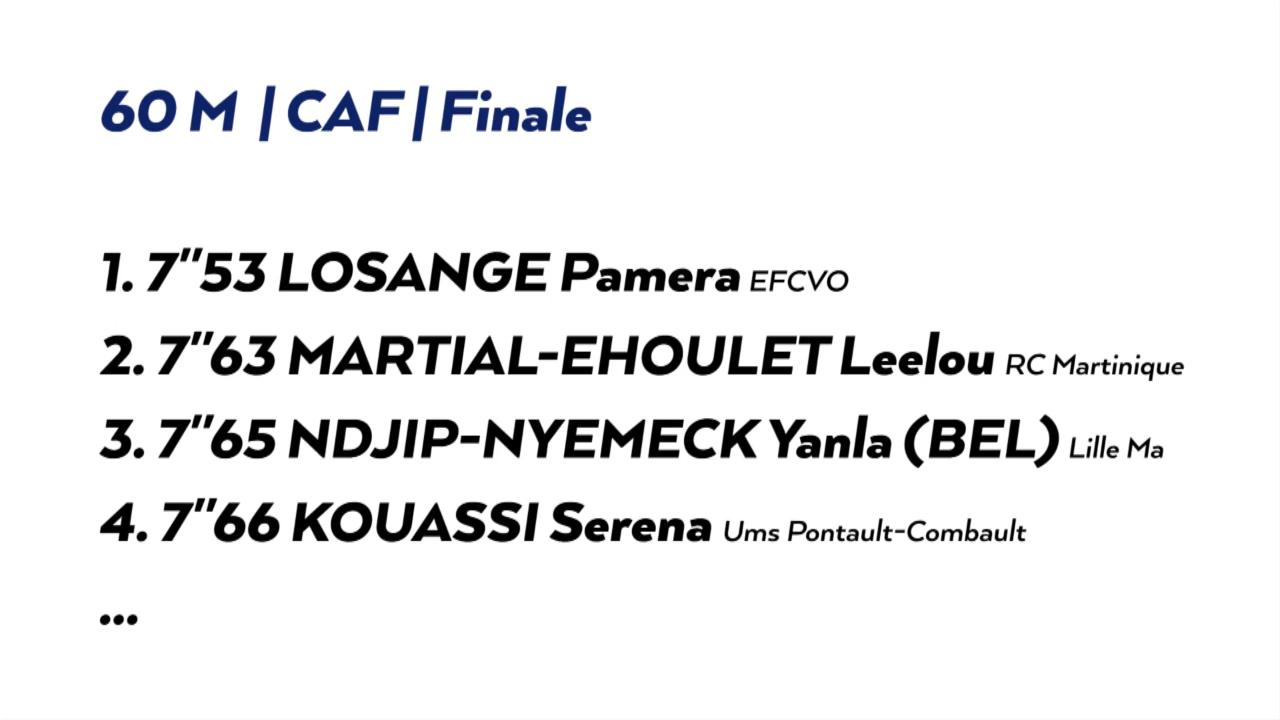 60 M | CAF | Finale
1. 7"53 LOSANGE Pamera EFCVO
2. 7"63 MARTIAL-EHOULET Leelou RC Martinique
3. 7"65 NDJIP-NYEMECK Yanla (BEL) Lille Ma
4. 7"66 KOUASSI Serena Ums Pontault-Combault
...